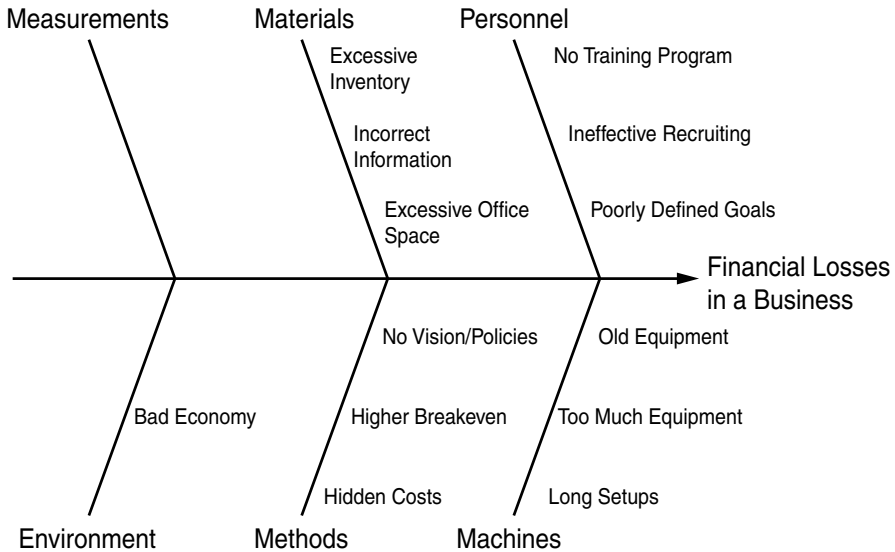 Measurements
Materials
Personnel
Excessive
Inventory
No Training Program
Incorrect
Information
Ineffective Recruiting
Excessive Office
Space
Poorly Defined Goals
Financial Losses
in a Business
No Vision/Policies
Old Equipment
Bad Economy
Higher Breakeven
Too Much Equipment
Hidden Costs
Long Setups
Environment
Methods
Machines